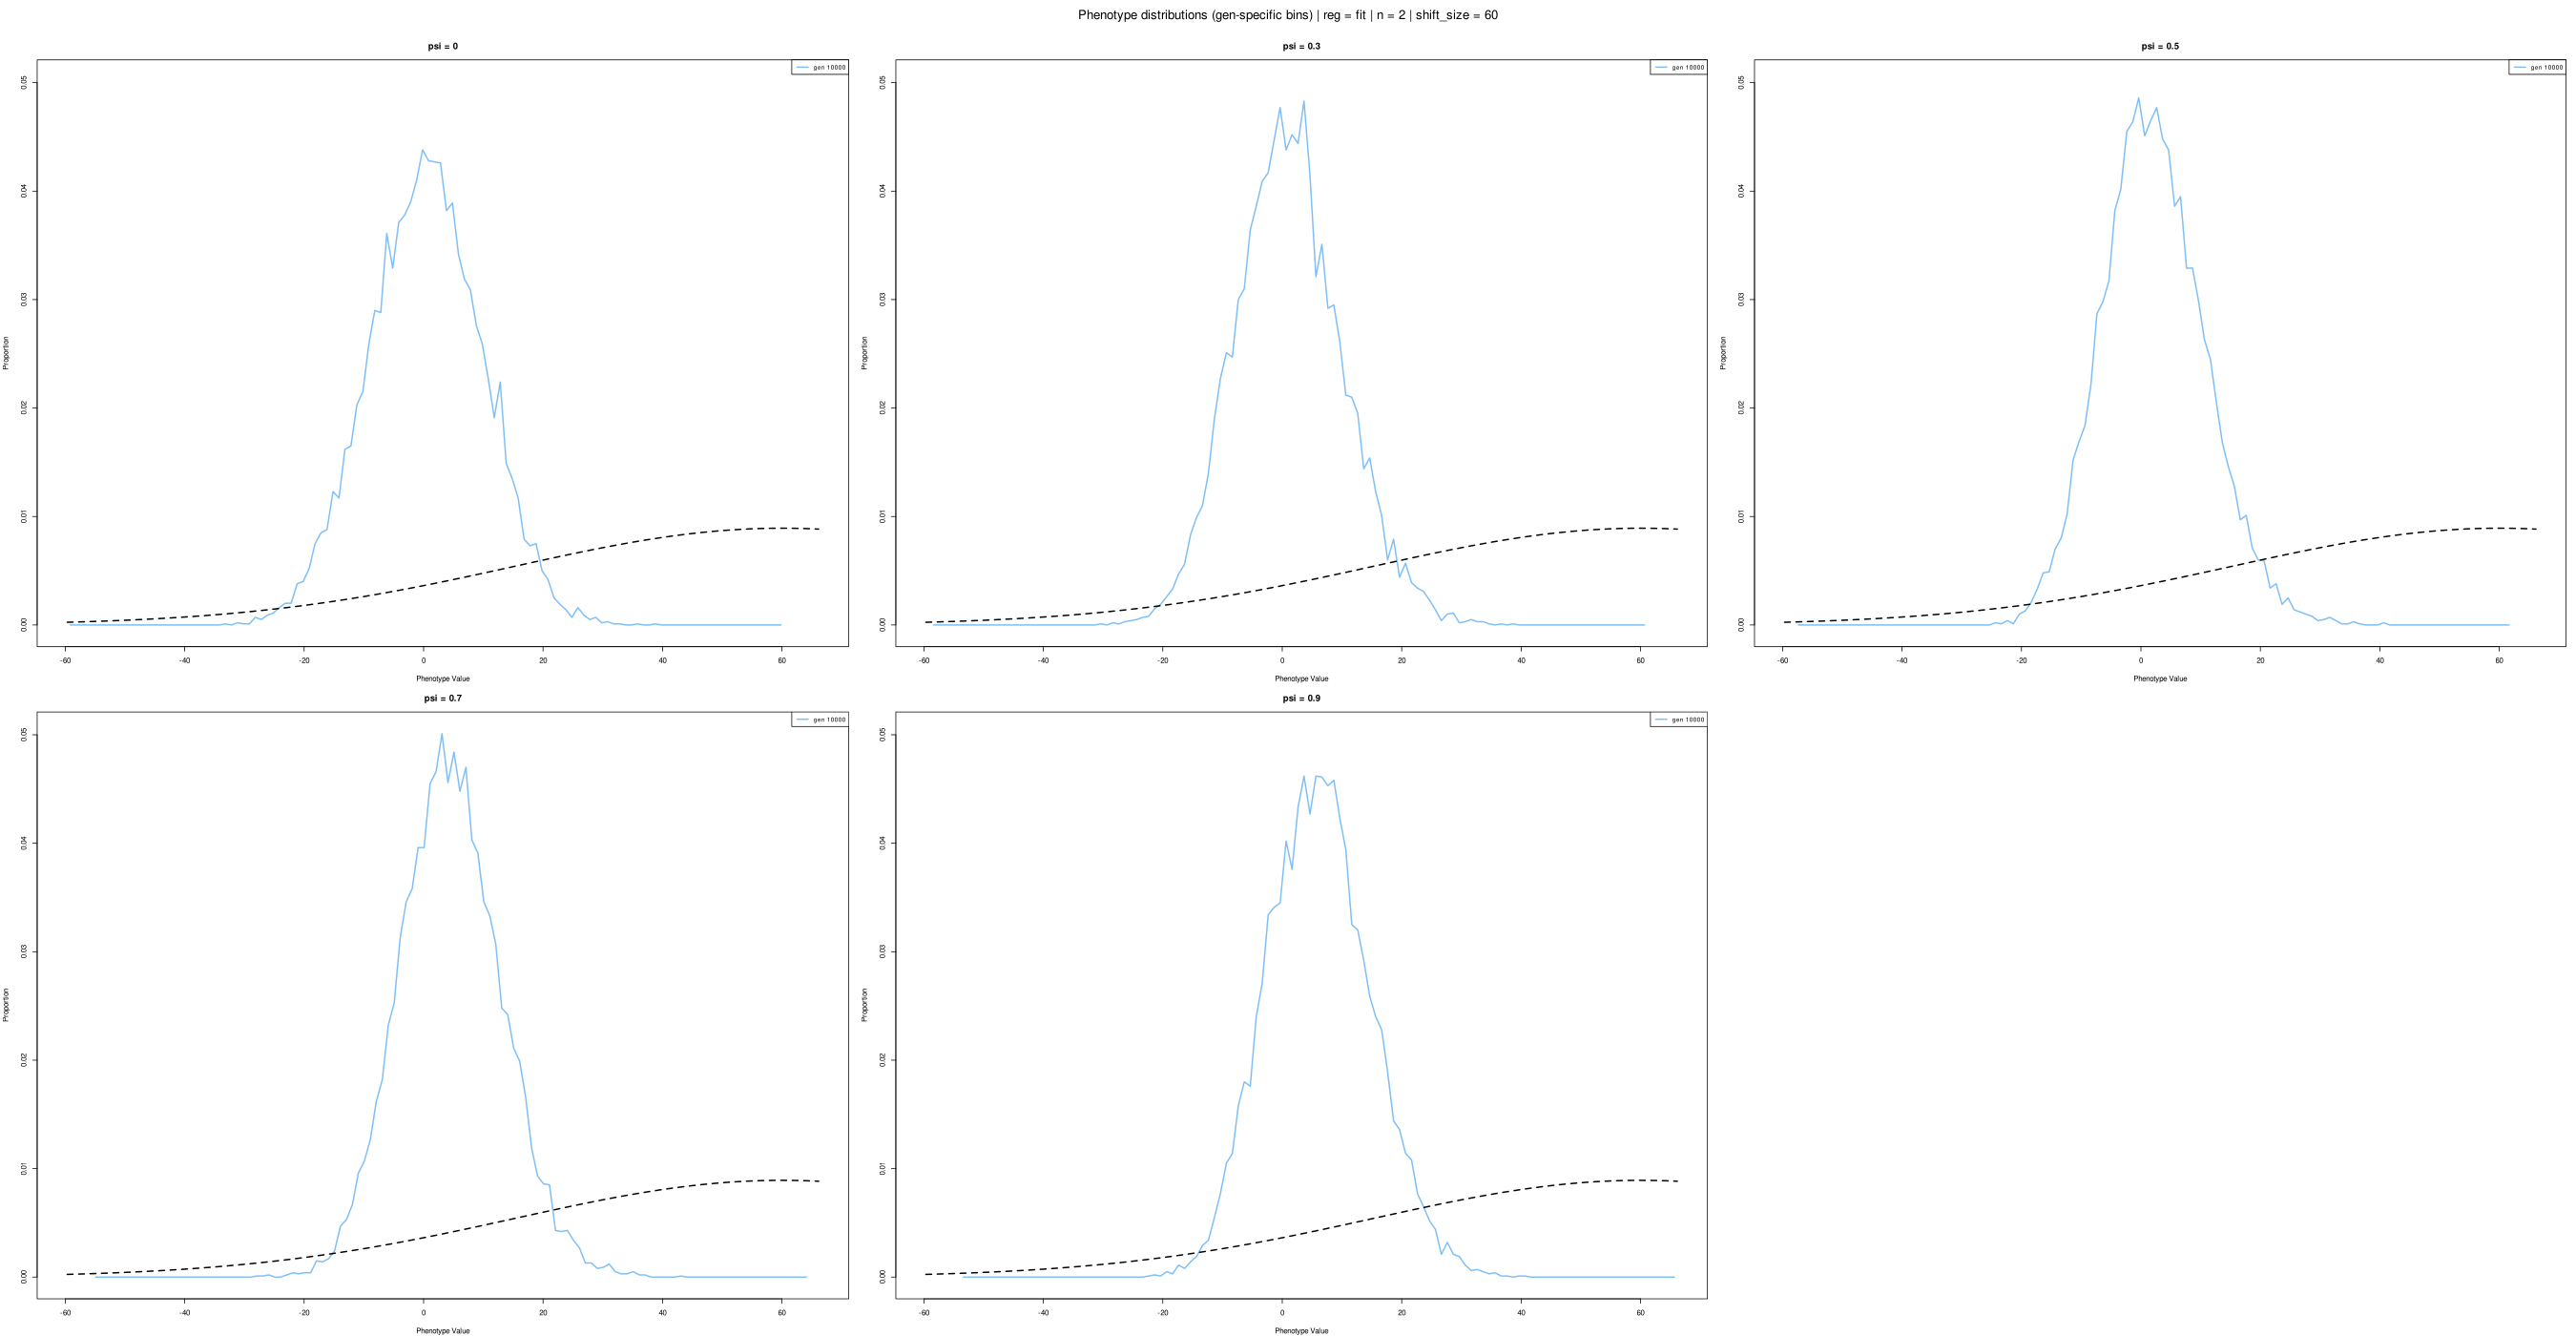 Phenotype distributions (gen-specific bins) | reg = fit | n = 2 | shift_size = 60
psi = 0
gen 10000
0.05
0.04
0.03
0.02
0.01
0.00
Proportion
-60 -40 -20 0 20 40 60
Phenotype Value
psi = 0.3
gen 10000
0.05
0.04
0.03
0.02
0.01
0.00
Proportion
-60 -40 -20 0 20 40 60
Phenotype Value
psi = 0.5
gen 10000
0.05
0.04
0.03
0.02
0.01
0.00
Proportion
-60 -40 -20 0 20 40 60
Phenotype Value
psi = 0.7
gen 10000
0.05
0.04
0.03
0.02
0.01
0.00
Proportion
-60 -40 -20 0 20 40 60
Phenotype Value
psi = 0.9
gen 10000
0.05
0.04
0.03
0.02
0.01
0.00
Proportion
-60 -40 -20 0 20 40 60
Phenotype Value